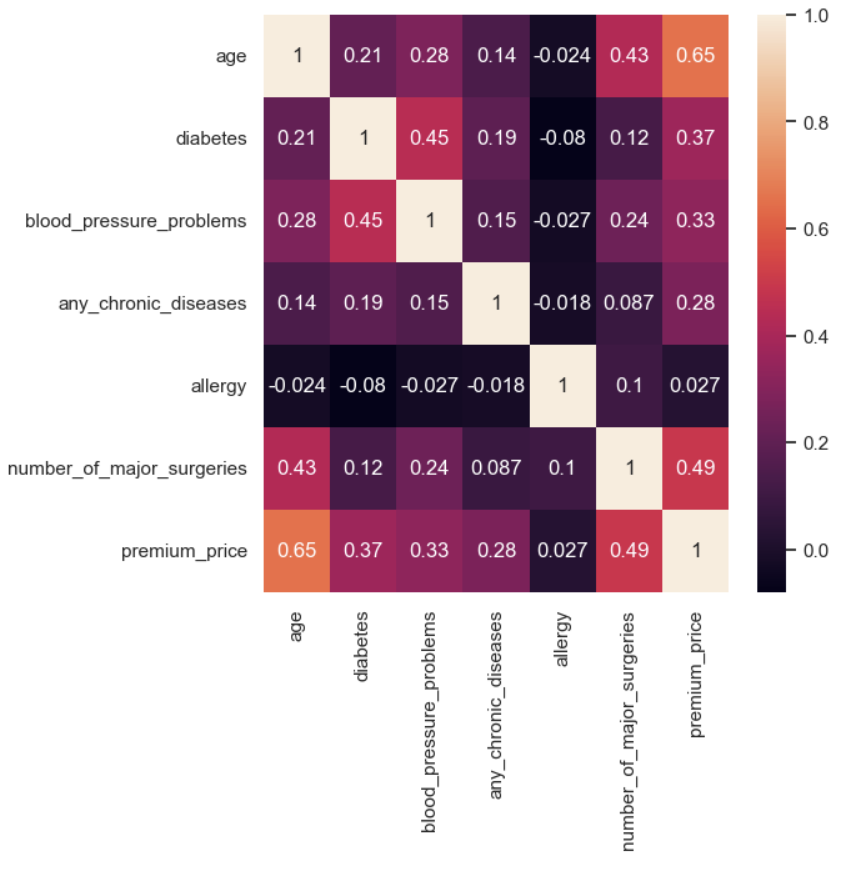 age 1 0.21 0.28 0.14 -0.024 0.43 0.65
diabetes 0.21 1 0.45 0.19 -0.08 0.12 0.37
blood_pressure_problems 0.28 0.45 1 0.15 -0.027 0.24 0.33
any_chronic_diseases 0.14 0.19 0.15 1 -0.018 0.087 0.28
allergy -0.024 -0.08 -0.027 -0.018 1 0.1 0.027
number_of_major_surgeries 0.43 0.12 0.24 0.087 0.1 1 0.49
premium_price 0.65 0.37 0.33 0.28 0.027 0.49 1
age
diabetes
blood_pressure_problems
any_chronic_diseases
allergy
number_of_major_surgeries
premium_price
1.0
0.8
0.6
0.4
0.2
0.0